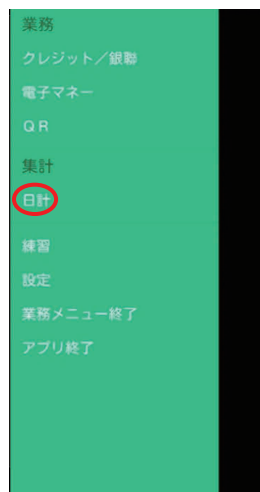 業務
クレジット／銀聯
電子マネー
ＱＲ
集計
日計
練習
設定
業務メニュー終了
アプリ終了